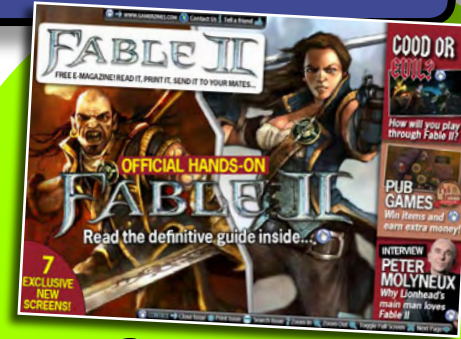 WWW.GAMERZINES.COM Contact Us Tell a friend
FABLE II
FREE E-MAGAZINE! READ IT, PRINT IT, SEND IT TO YOUR MATES...
GOOD OR
EVIL?
How will you play
through Fable II?
OFFICIAL HANDS-ON
FABLE II
Read the definitive guide inside...
PUB
GAMES
Win items and
earn extra money!
7
EXCLUSIVE
NEW
SCREENS!
INTERVIEW
PETER
MOLYNEUX
Why Lionhead's
main man loves
Fable II
CONTROLS Close Issue Print Issue Search Issue Zoom In Zoom Out Toggle Full Screen Next Page